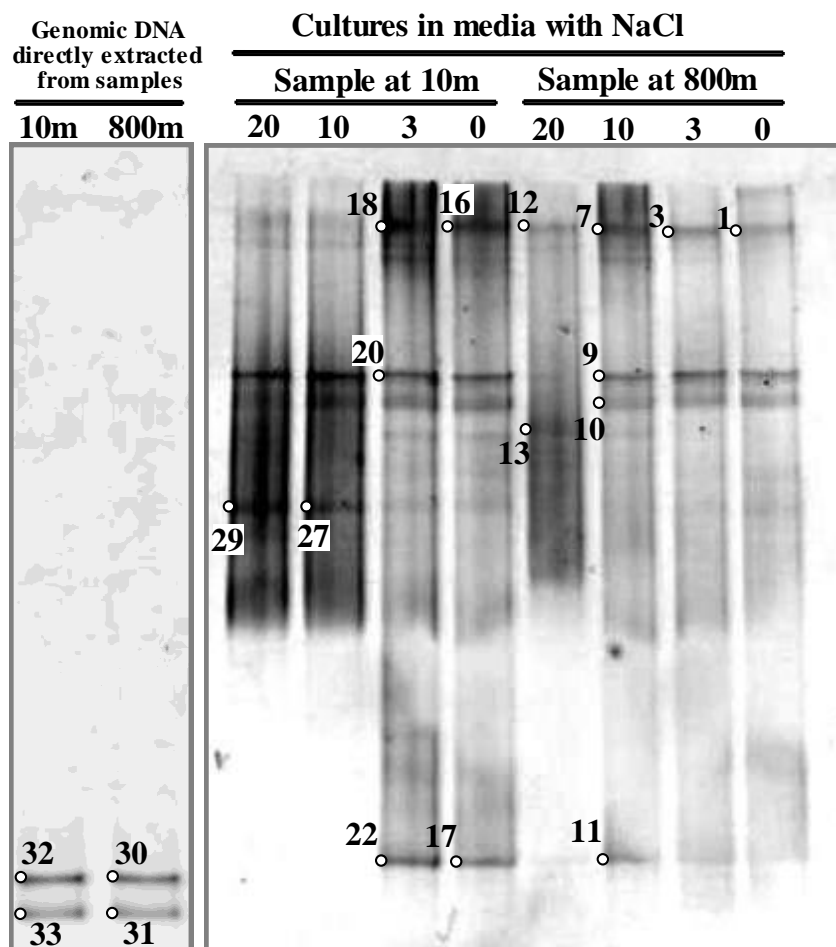 Genomic DNA
directly extracted
from samples
10m 800m
Cultures in media with NaCl
Sample at 10m Sample at 800m
20 10 3 0 20 10 3 0
18 16 12 7 3 1
20 9
10
13
29 27
22 17 11
32 30
33 31